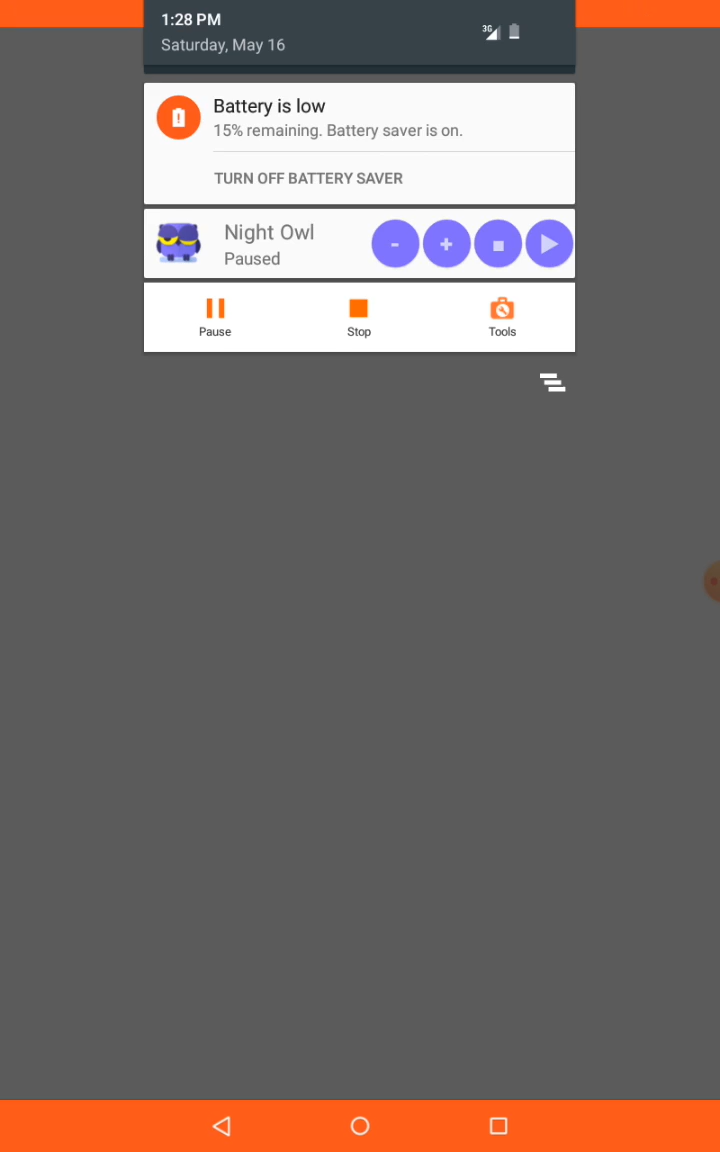 1:28 PM
Saturday, May 16
3G
Battery is low
15% remaining. Battery saver is on.
TURN OFF BATTERY SAVER
Night Owl
Paused
- +
Pause Stop Tools